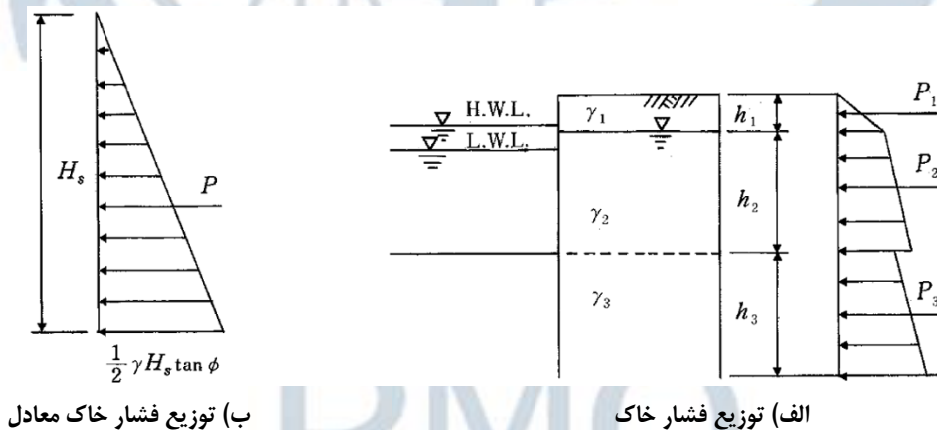 H.W.L.
L.W.L.
γ₁
h₁
P₁
γ₂
h₂
P₂
γ₃
h₃
P₃
الف) توزیع فشار خاک
Hₛ
P
½ γ Hₛ tan ϕ
ب) توزیع فشار خاک معادل